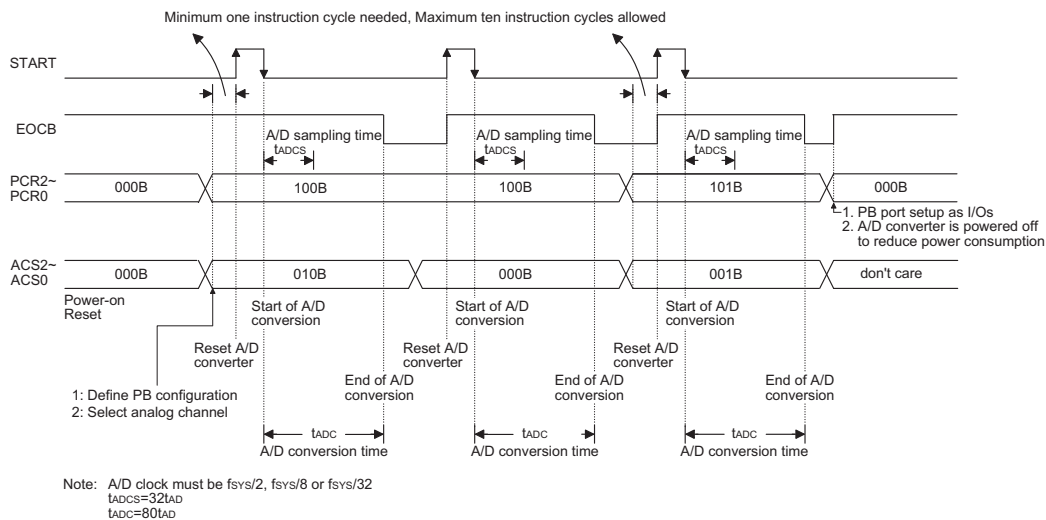 Minimum one instruction cycle needed, Maximum ten instruction cycles allowed
START
EOCB
A/D sampling time
tADCS
A/D sampling time
tADCS
A/D sampling time
tADCS
PCR2~
PCR0
000B
100B
100B
101B
000B
1. PB port setup as I/Os
2. A/D converter is powered off
to reduce power consumption
ACS2~
ACS0
000B
010B
000B
001B
don't care
Power-on
Reset
Start of A/D
conversion
Start of A/D
conversion
Start of A/D
conversion
Reset A/D
converter
Reset A/D
converter
Reset A/D
converter
1: Define PB configuration
2: Select analog channel
End of A/D
conversion
End of A/D
conversion
End of A/D
conversion
tADC
A/D conversion time
tADC
A/D conversion time
tADC
A/D conversion time
Note: A/D clock must be fSYS/2, fSYS/8 or fSYS/32
tADCS=32tAD
tADC=80tAD